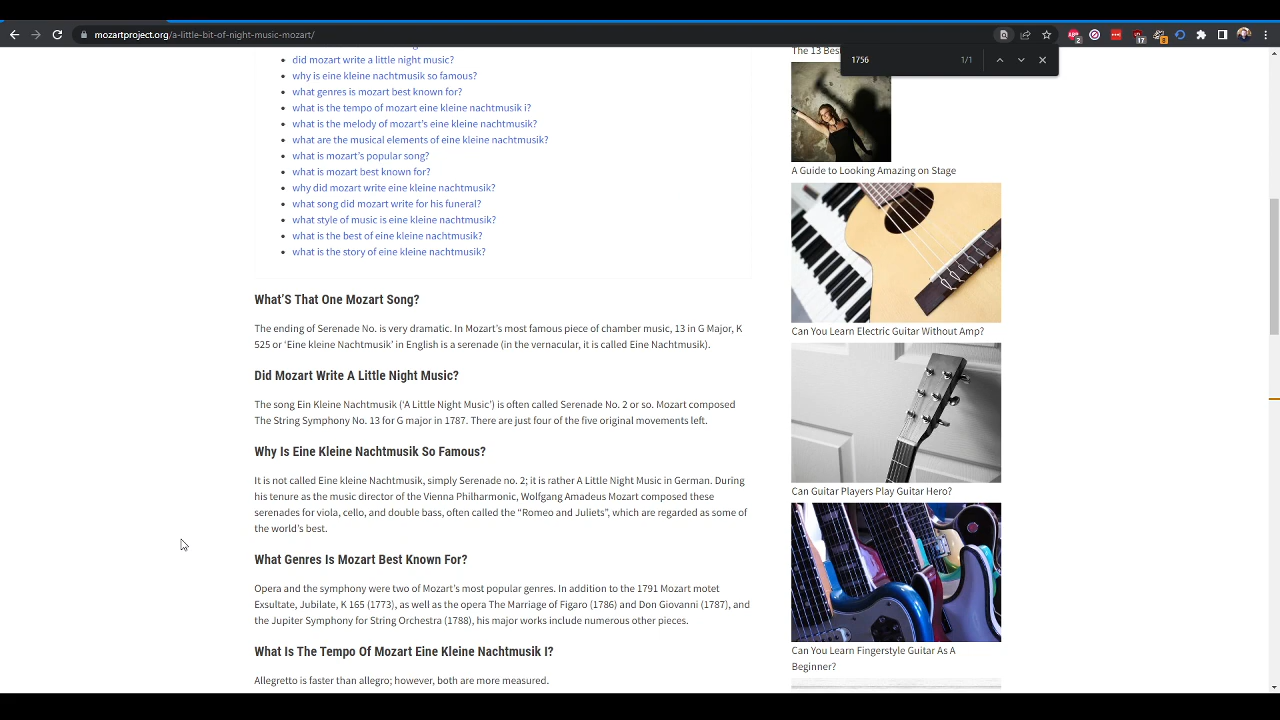 mozartproject.org/a-little-bit-of-night-music-mozart/
2
17
8
1756
1/1
did mozart write a little night music?
why is eine kleine nachtmusik so famous?
what genres is mozart best known for?
what is the tempo of mozart eine kleine nachtmusik i?
what is the melody of mozart's eine kleine nachtmusik?
what are the musical elements of eine kleine nachtmusik?
what is mozart's popular song?
what is mozart best known for?
why did mozart write eine kleine nachtmusik?
what song did mozart write for his funeral?
what style of music is eine kleine nachtmusik?
what is the best of eine kleine nachtmusik?
what is the story of eine kleine nachtmusik?
What'S That One Mozart Song?
The ending of Serenade No. is very dramatic. In Mozart's most famous piece of chamber music, 13 in G Major, K
525 or ‘Eine kleine Nachtmusik' in English is a serenade (in the vernacular, it is called Eine Nachtmusik).
Did Mozart Write A Little Night Music?
The song Ein Kleine Nachtmusik (‘A Little Night Music') is often called Serenade No. 2 or so. Mozart composed
The String Symphony No. 13 for G major in 1787. There are just four of the five original movements left.
Why Is Eine Kleine Nachtmusik So Famous?
It is not called Eine kleine Nachtmusik, simply Serenade no. 2; it is rather A Little Night Music in German. During
his tenure as the music director of the Vienna Philharmonic, Wolfgang Amadeus Mozart composed these
serenades for viola, cello, and double bass, often called the “Romeo and Juliets”, which are regarded as some of
the world's best.
What Genres Is Mozart Best Known For?
Opera and the symphony were two of Mozart's most popular genres. In addition to the 1791 Mozart motet
Exsultate, Jubilate, K 165 (1773), as well as the opera The Marriage of Figaro (1786) and Don Giovanni (1787), and
the Jupiter Symphony for String Orchestra (1788), his major works include numerous other pieces.
What Is The Tempo Of Mozart Eine Kleine Nachtmusik I?
Allegretto is faster than allegro; however, both are more measured.
The 13
A Guide to Looking Amazing on Stage
Can You Learn Electric Guitar Without Amp?
Can Guitar Players Play Guitar Hero?
Can You Learn Fingerstyle Guitar As A
Beginner?